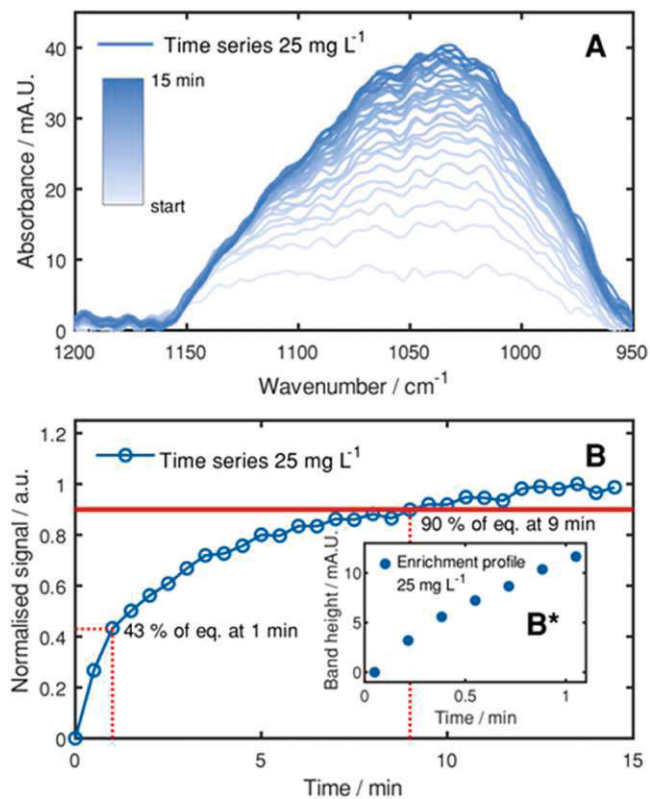 A
Time series 25 mg L-1
15 min
start
Absorbance / mA.U.
40
30
20
10
0
1200 1150 1100 1050 1000 950
Wavenumber / cm-1
B
Time series 25 mg L-1
Normalised signal / a.u.
1.2
1
0.8
0.6
0.4
0.2
0
90 % of eq. at 9 min
43 % of eq. at 1 min
Band height / mA.U.
10
0
Enrichment profile
25 mg L-1
B*
0 0.5 1
Time / min
0 5 10 15
Time / min